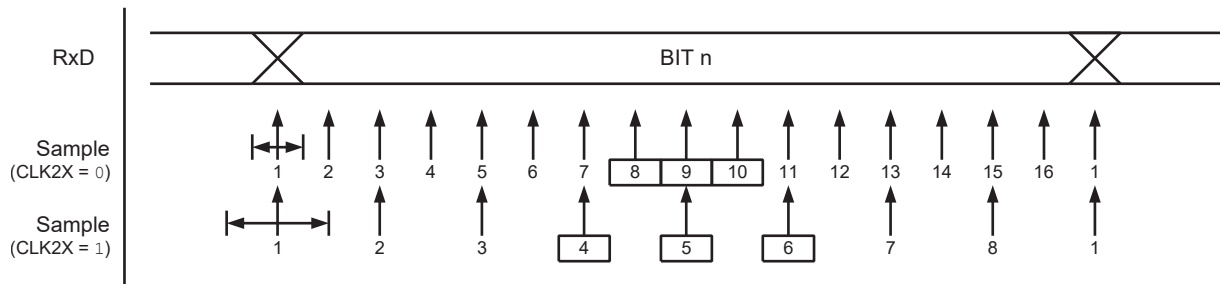 RxD BIT n
Sample
(CLK2X = 0) 1 2 3 4 5 6 7 8 9 10 11 12 13 14 15 16 1
Sample
(CLK2X = 1) 1 2 3 4 5 6 7 8 1